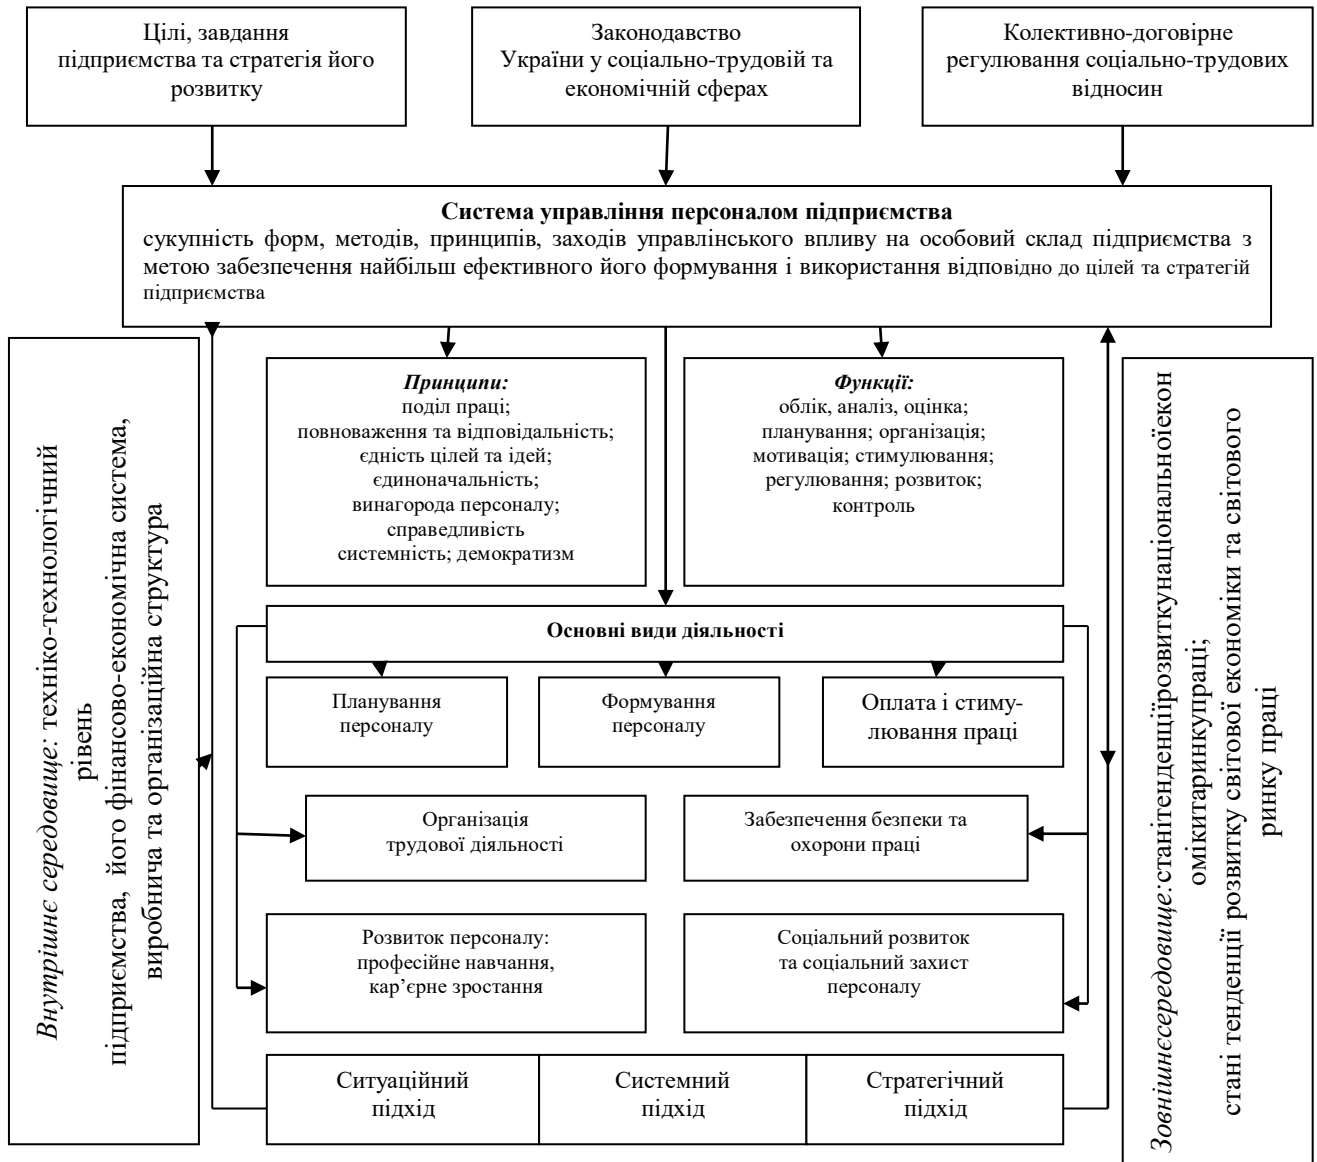 Цілі, завдання
підприємства та стратегія його
розвитку
Законодавство
України у соціально-трудовій та
економічній сферах
Колективно-договірне
регулювання соціально-трудових
відносин
Система управління персоналом підприємства
сукупність форм, методів, принципів, заходів управлінського впливу на особовий склад підприємства з
метою забезпечення найбільш ефективного його формування і використання відповідно до цілей та стратегій
підприємства
Внутрішнє середовище: техніко-технологічний
рівень
підприємства, його фінансово-економічна система,
виробнича та організаційна структура
Принципи:
поділ праці;
повноваження та відповідальність;
єдність цілей та ідей;
єдиноначальність;
винагорода персоналу;
справедливість
системність; демократизм
Функції:
облік, аналіз, оцінка;
планування; організація;
мотивація; стимулювання;
регулювання; розвиток;
контроль
Зовнішнєсередовище:станітенденціїрозвиткунаціональноїекон
омікитаринкупраці;
стані тенденції розвитку світової економіки та світового
ринку праці
Основні види діяльності
Планування
персоналу
Формування
персоналу
Оплата і стиму-
лювання праці
Організація
трудової діяльності
Забезпечення безпеки та
охорони праці
Розвиток персоналу:
професійне навчання,
кар’єрне зростання
Соціальний розвиток
та соціальний захист
персоналу
Ситуаційний
підхід
Системний
підхід
Стратегічний
підхід